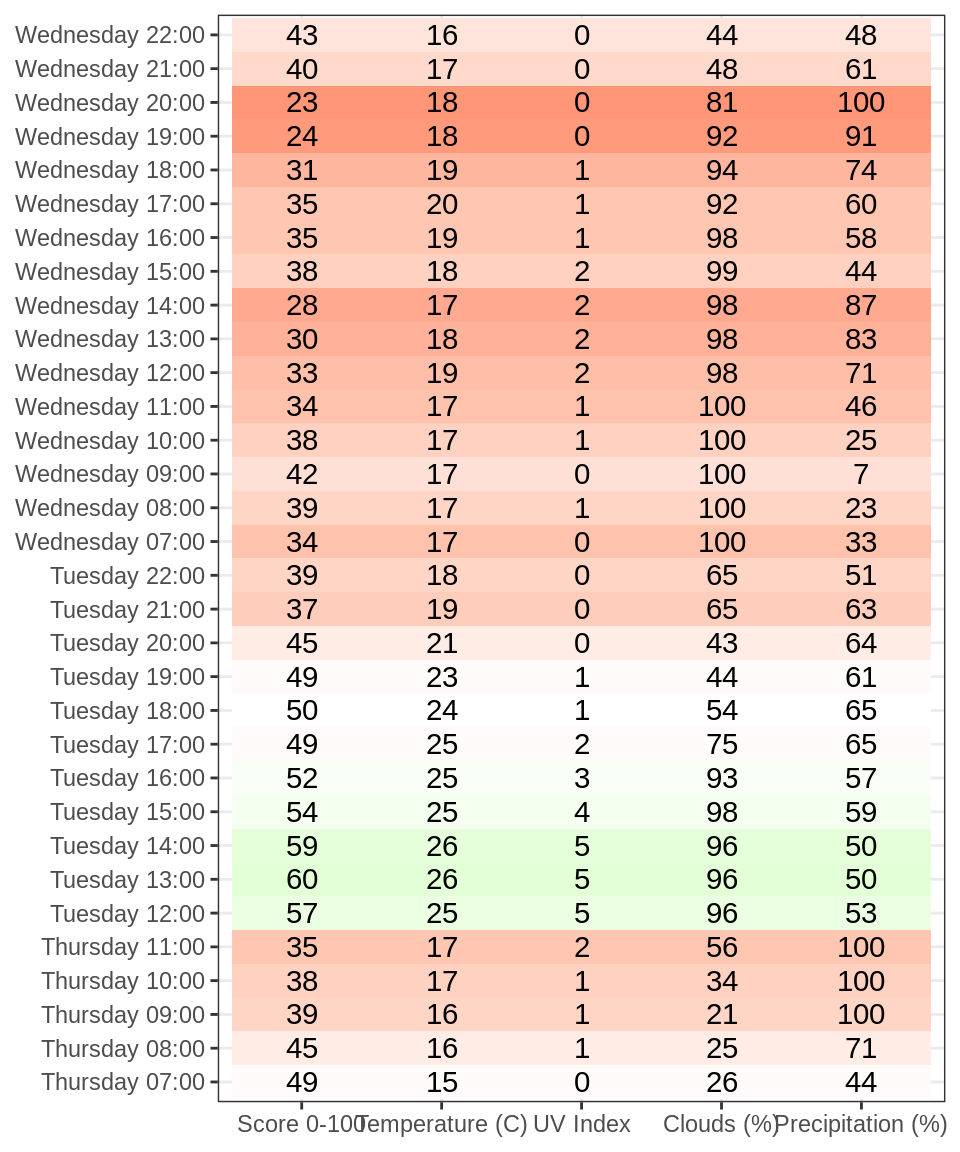 Wednesday 22:00 43 16 0 44 48
Wednesday 21:00 40 17 0 48 61
Wednesday 20:00 23 18 0 81 100
Wednesday 19:00 24 18 0 92 91
Wednesday 18:00 31 19 1 94 74
Wednesday 17:00 35 20 1 92 60
Wednesday 16:00 35 19 1 98 58
Wednesday 15:00 38 18 2 99 44
Wednesday 14:00 28 17 2 98 87
Wednesday 13:00 30 18 2 98 83
Wednesday 12:00 33 19 2 98 71
Wednesday 11:00 34 17 1 100 46
Wednesday 10:00 38 17 1 100 25
Wednesday 09:00 42 17 0 100 7
Wednesday 08:00 39 17 1 100 23
Wednesday 07:00 34 17 0 100 33
Tuesday 22:00 39 18 0 65 51
Tuesday 21:00 37 19 0 65 63
Tuesday 20:00 45 21 0 43 64
Tuesday 19:00 49 23 1 44 61
Tuesday 18:00 50 24 1 54 65
Tuesday 17:00 49 25 2 75 65
Tuesday 16:00 52 25 3 93 57
Tuesday 15:00 54 25 4 98 59
Tuesday 14:00 59 26 5 96 50
Tuesday 13:00 60 26 5 96 50
Tuesday 12:00 57 25 5 96 53
Thursday 11:00 35 17 2 56 100
Thursday 10:00 38 17 1 34 100
Thursday 09:00 39 16 1 21 100
Thursday 08:00 45 16 1 25 71
Thursday 07:00 49 15 0 26 44
Score 0-100 Temperature (C) UV Index Clouds (%) Precipitation (%)